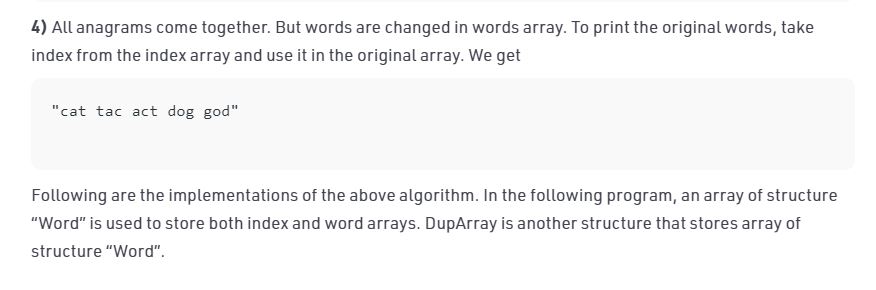 4) All anagrams come together. But words are changed in words array. To print the original words, take
index from the index array and use it in the original array. We get
"cat tac act dog god"
Following are the implementations of the above algorithm. In the following program, an array of structure
“Word” is used to store both index and word arrays. DupArray is another structure that stores array of
structure “Word”.